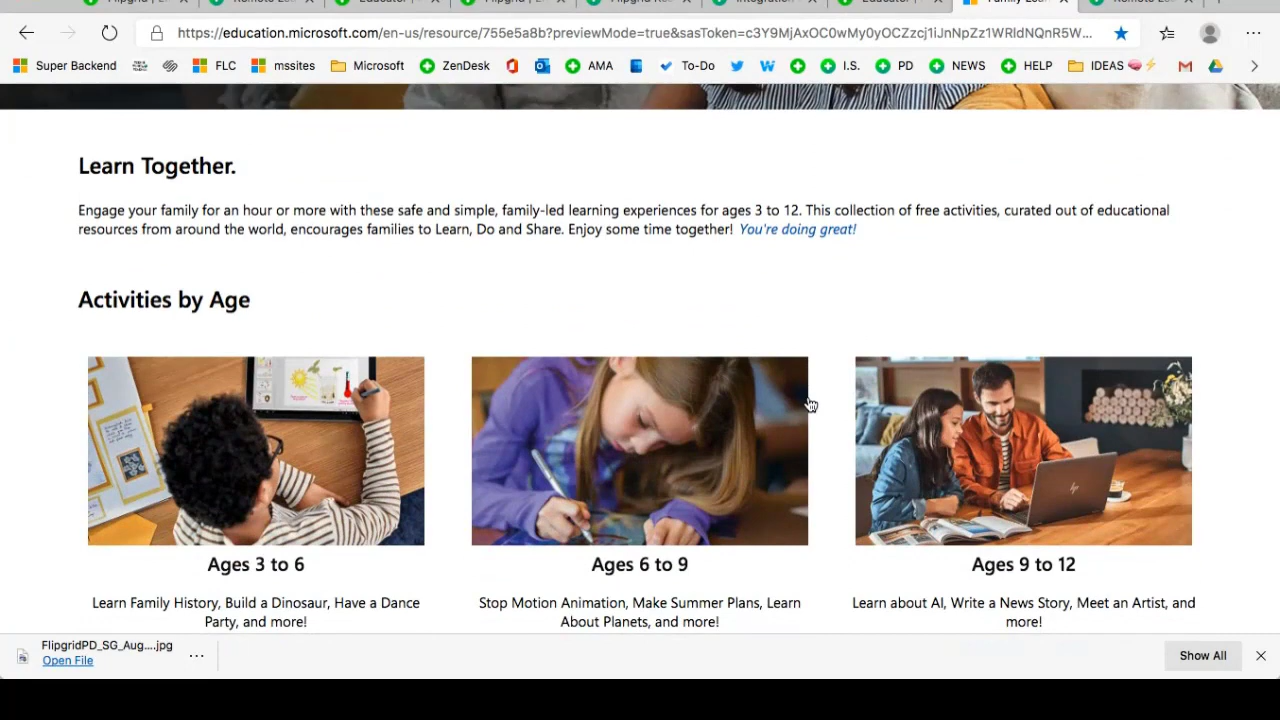 https://education.microsoft.com/en-us/resource/755e5a8b?previewMode=true&sasToken=c3Y9MjAxOC0wMy0yOCZzcj1iJnNpZz1WRldNQnR5W...
Super Backend FLC mssites Microsoft ZenDesk AMA To-Do I.S. PD NEWS HELP IDEAS
Learn Together.
Engage your family for an hour or more with these safe and simple, family-led learning experiences for ages 3 to 12. This collection of free activities, curated out of educational
resources from around the world, encourages families to Learn, Do and Share. Enjoy some time together! You're doing great!
Activities by Age
Ages 3 to 6
Learn Family History, Build a Dinosaur, Have a Dance
Party, and more!
Ages 6 to 9
Stop Motion Animation, Make Summer Plans, Learn
About Planets, and more!
Ages 9 to 12
Learn about AI, Write a News Story, Meet an Artist, and
more!
FlipgridPD_SG_Aug....jpg
Open File
Show All